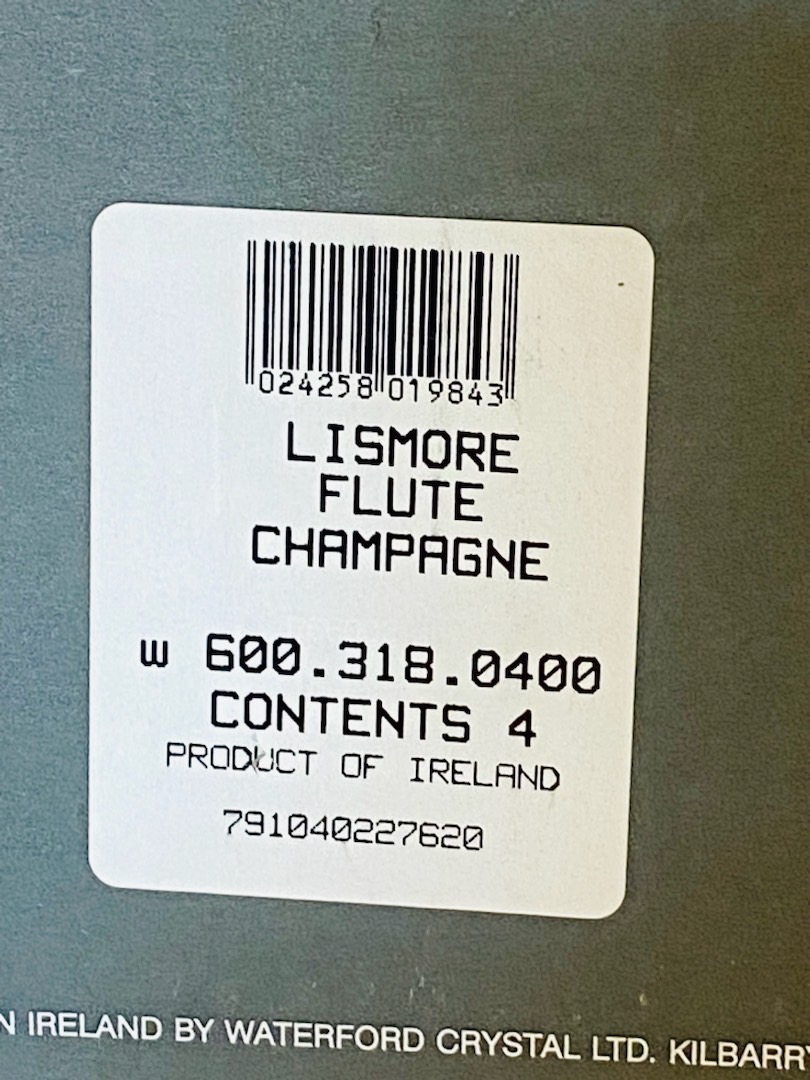 024258 019843
LISMORE
FLUTE
CHAMPAGNE
W 600.318.0400
CONTENTS 4
PRODUCT OF IRELAND
791040227620
N IRELAND BY WATERFORD CRYSTAL LTD. KILBARRY